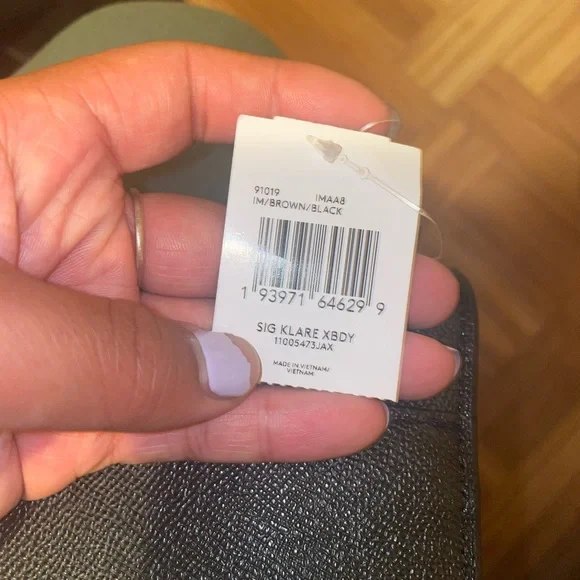 91019 IMAA8
IM/BROWN/BLACK
1 93971 64629 9
SIG KLARE XBDY
11005473JAX
MADE IN VIETNAM/
VIETNAM